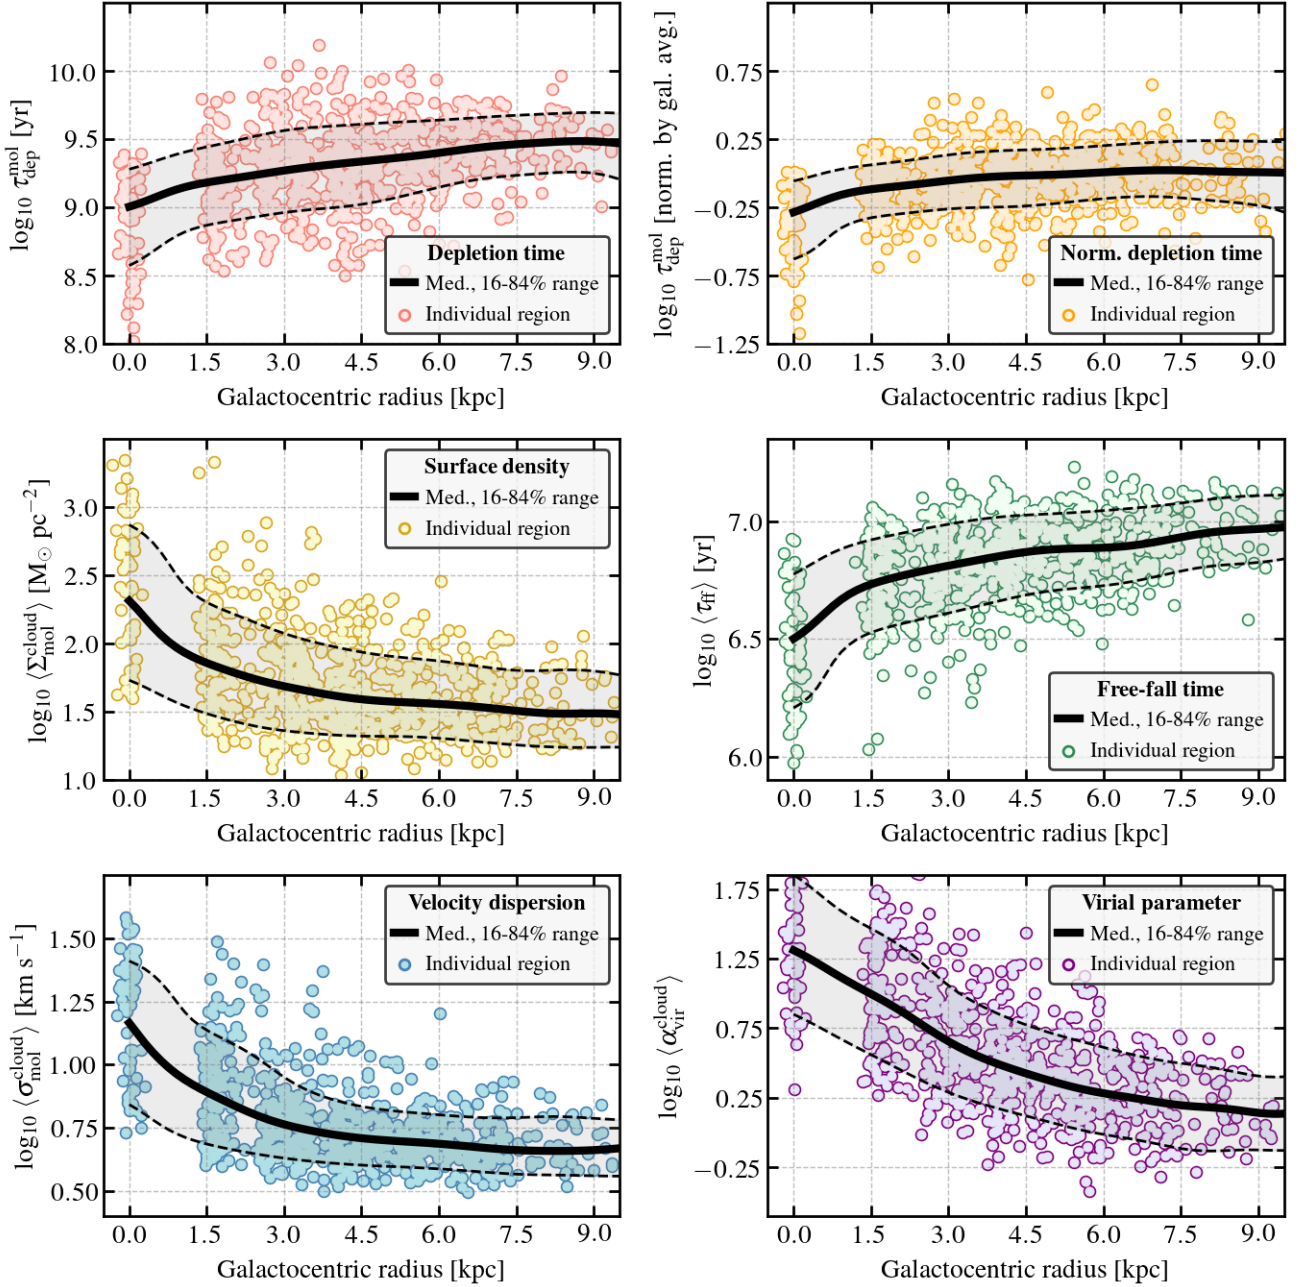 log₁₀ τ_dep^mol [yr]
10.0
9.5
9.0
8.5
8.0
Depletion time
Med., 16-84% range
Individual region
0.0 1.5 3.0 4.5 6.0 7.5 9.0
Galactocentric radius [kpc]
log₁₀ τ_dep^mol [norm. by gal. avg.]
0.75
0.25
−0.25
−0.75
−1.25
Norm. depletion time
Med., 16-84% range
Individual region
0.0 1.5 3.0 4.5 6.0 7.5 9.0
Galactocentric radius [kpc]
log₁₀ ⟨Σ_mol^cloud⟩ [M⊙ pc⁻²]
3.0
2.5
2.0
1.5
1.0
Surface density
Med., 16-84% range
Individual region
0.0 1.5 3.0 4.5 6.0 7.5 9.0
Galactocentric radius [kpc]
log₁₀ ⟨τ_ff⟩ [yr]
7.0
6.5
6.0
Free-fall time
Med., 16-84% range
Individual region
0.0 1.5 3.0 4.5 6.0 7.5 9.0
Galactocentric radius [kpc]
log₁₀ ⟨σ_mol^cloud⟩ [km s⁻¹]
1.50
1.25
1.00
0.75
0.50
Velocity dispersion
Med., 16-84% range
Individual region
0.0 1.5 3.0 4.5 6.0 7.5 9.0
Galactocentric radius [kpc]
log₁₀ ⟨α_vir^cloud⟩
1.75
1.25
0.75
0.25
−0.25
Virial parameter
Med., 16-84% range
Individual region
0.0 1.5 3.0 4.5 6.0 7.5 9.0
Galactocentric radius [kpc]